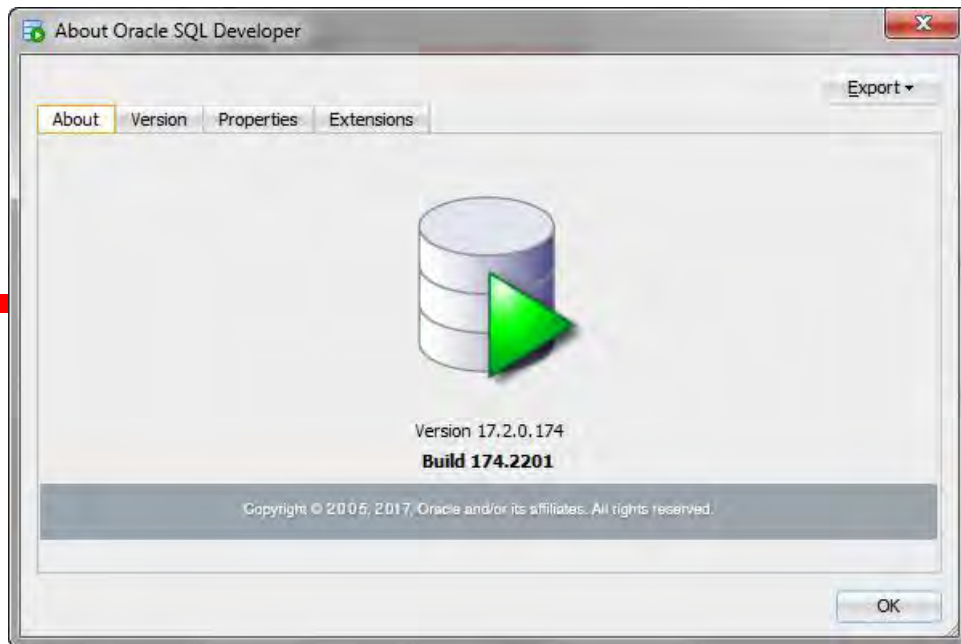 About Oracle SQL Developer
Export
About Version Properties Extensions
Version 17.2.0.174
Build 174.2201
Copyright © 2005, 2017, Oracle and/or its affiliates. All rights reserved.
OK